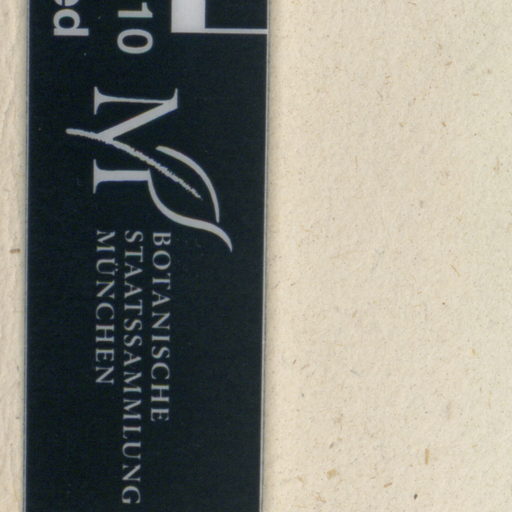 10
ed
M
BOTANISCHE
STAATSSAMMLUNG
MÜNCHEN